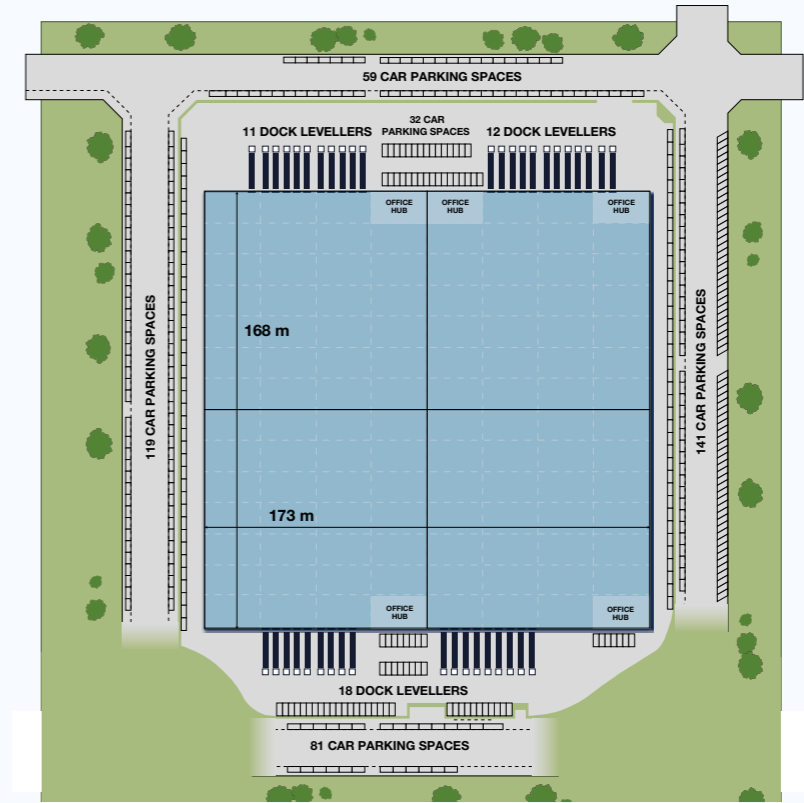 59 CAR PARKING SPACES
32 CAR
PARKING SPACES
11 DOCK LEVELLERS
12 DOCK LEVELLERS
OFFICE
HUB
OFFICE
HUB
OFFICE
HUB
168 m
119 CAR PARKING SPACES
141 CAR PARKING SPACES
173 m
OFFICE
HUB
OFFICE
HUB
18 DOCK LEVELLERS
81 CAR PARKING SPACES